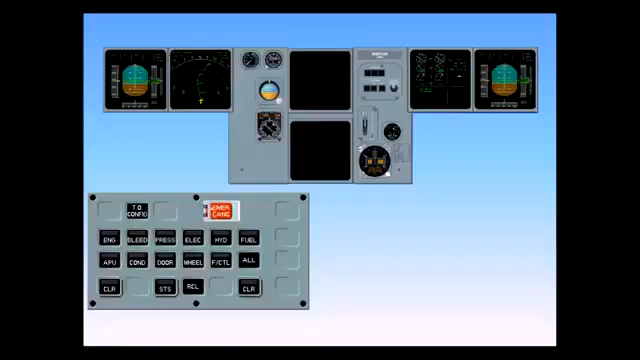 T.O
CONFIG
EMER
CANC
ENG BLEED PRESS ELEC HYD FUEL
APU COND DOOR WHEEL F/CTL ALL
CLR STS RCL CLR